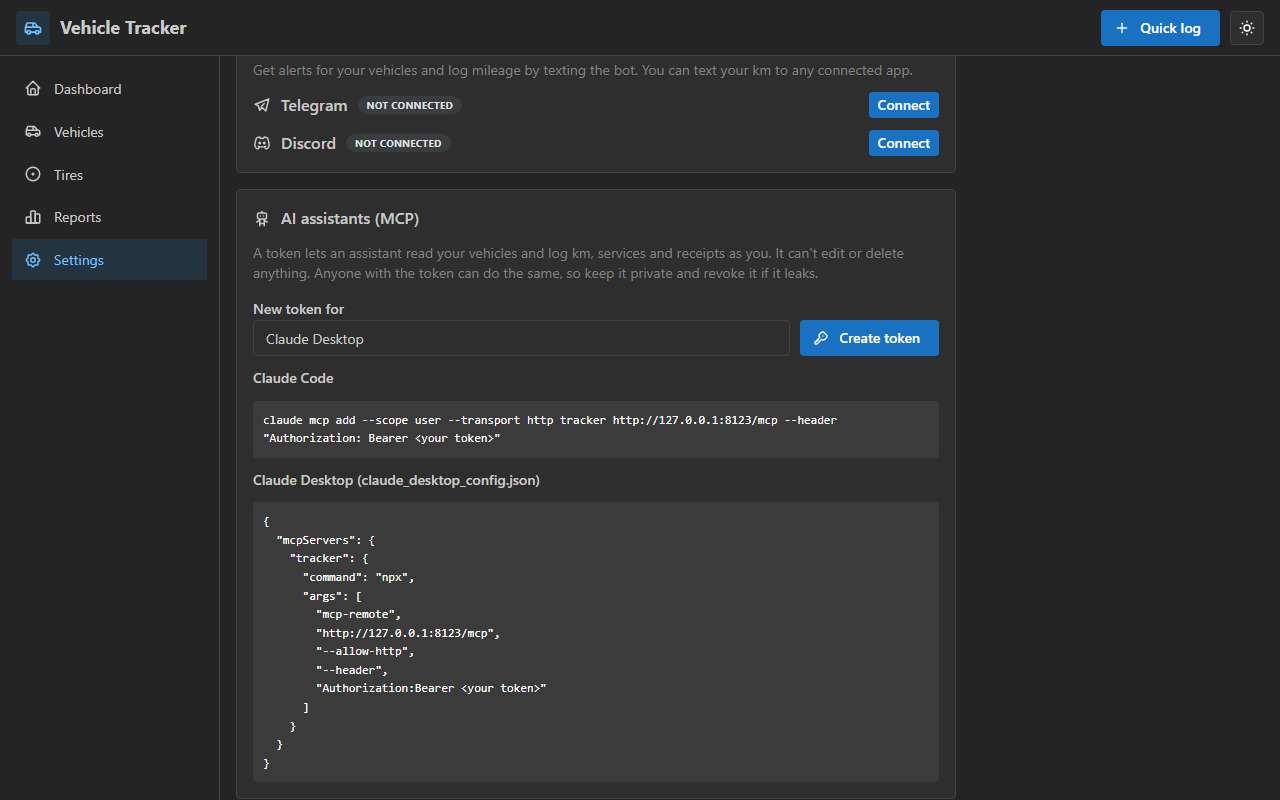 Vehicle Tracker
Quick log
Dashboard
Vehicles
Tires
Reports
Settings
Get alerts for your vehicles and log mileage by texting the bot. You can text your km to any connected app.
Telegram NOT CONNECTED Connect
Discord NOT CONNECTED Connect
AI assistants (MCP)
A token lets an assistant read your vehicles and log km, services and receipts as you. It can't edit or delete
anything. Anyone with the token can do the same, so keep it private and revoke it if it leaks.
New token for
Claude Desktop
Create token
Claude Code
claude mcp add --scope user --transport http tracker http://127.0.0.1:8123/mcp --header
"Authorization: Bearer <your token>"
Claude Desktop (claude_desktop_config.json)
{
  "mcpServers": {
    "tracker": {
      "command": "npx",
      "args": [
        "mcp-remote",
        "http://127.0.0.1:8123/mcp",
        "--allow-http",
        "--header",
        "Authorization:Bearer <your token>"
      ]
    }
  }
}